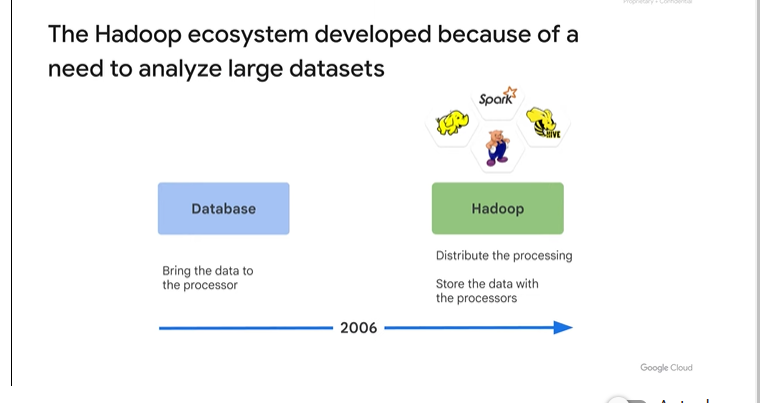 Proprietary + Confidential
The Hadoop ecosystem developed because of a
need to analyze large datasets
Spark
HIVE
Database
Hadoop
Bring the data to
the processor
Distribute the processing
Store the data with
the processors
2006
Google Cloud